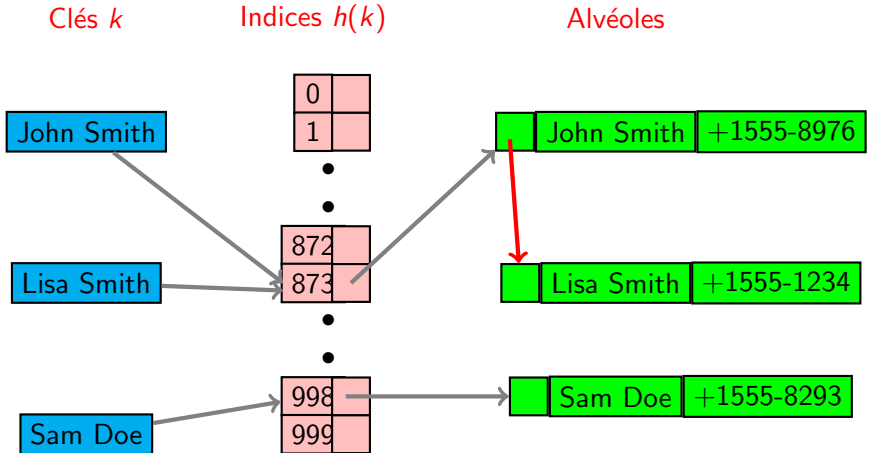 Clés k Indices h(k) Alvéoles
0
John Smith 1 John Smith +1555-8976
872
Lisa Smith 873 Lisa Smith +1555-1234
998 Sam Doe +1555-8293
Sam Doe 999